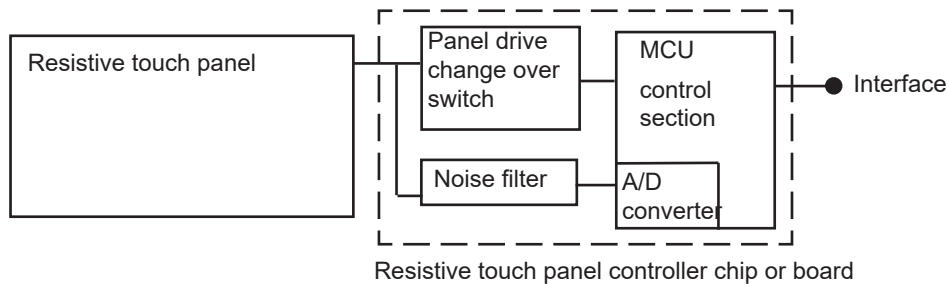 Resistive touch panel
Panel drive
change over
switch
MCU
control
section
Interface
Noise filter
A/D
converter
Resistive touch panel controller chip or board